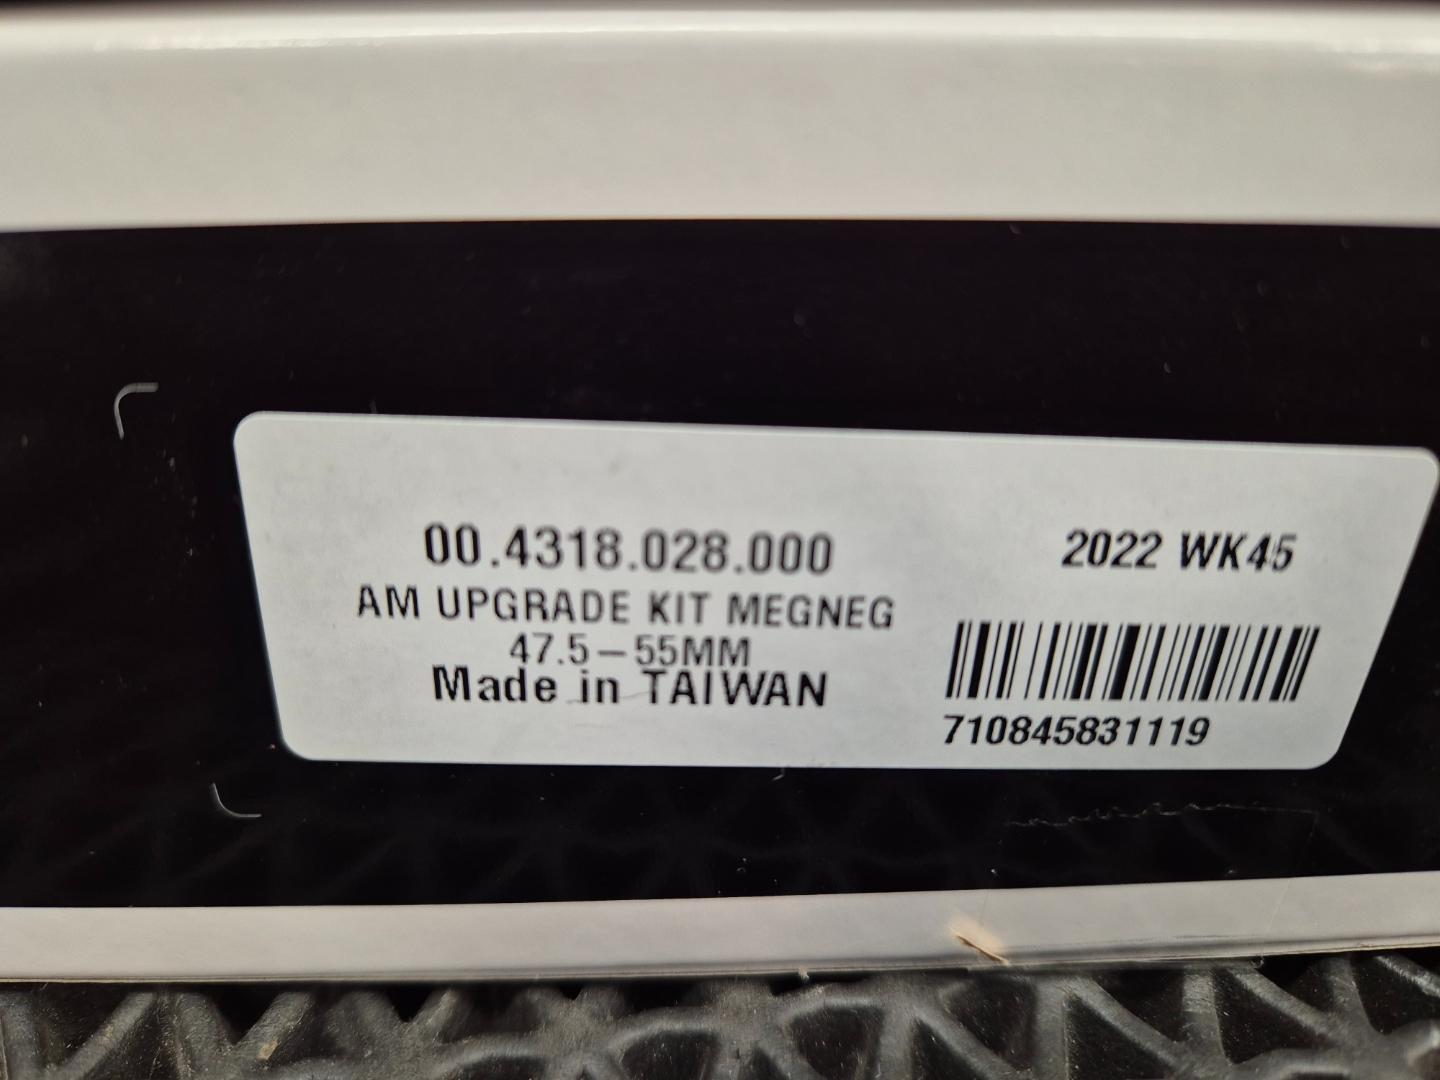 00.4318.028.000
AM UPGRADE KIT MEGNEG
47.5–55MM
Made in TAIWAN
2022 WK45
710845831119